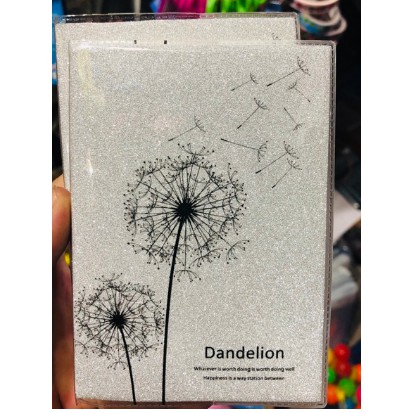 Dandelion
Whatever is worth doing is worth doing well
Happiness is a way station between